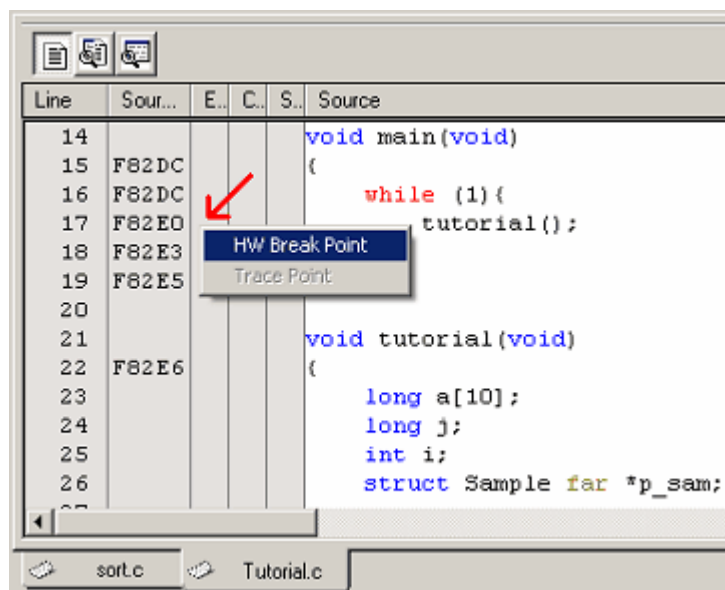 Line Sour... E.. C.. S.. Source
14 void main(void)
15 F82DC {
16 F82DC while (1){
17 F82E0 tutorial();
18 F82E3 HW Break Point
19 F82E5 Trace Point
20
21 void tutorial(void)
22 F82E6 {
23 long a[10];
24 long j;
25 int i;
26 struct Sample far *p_sam;
sort.c Tutorial.c